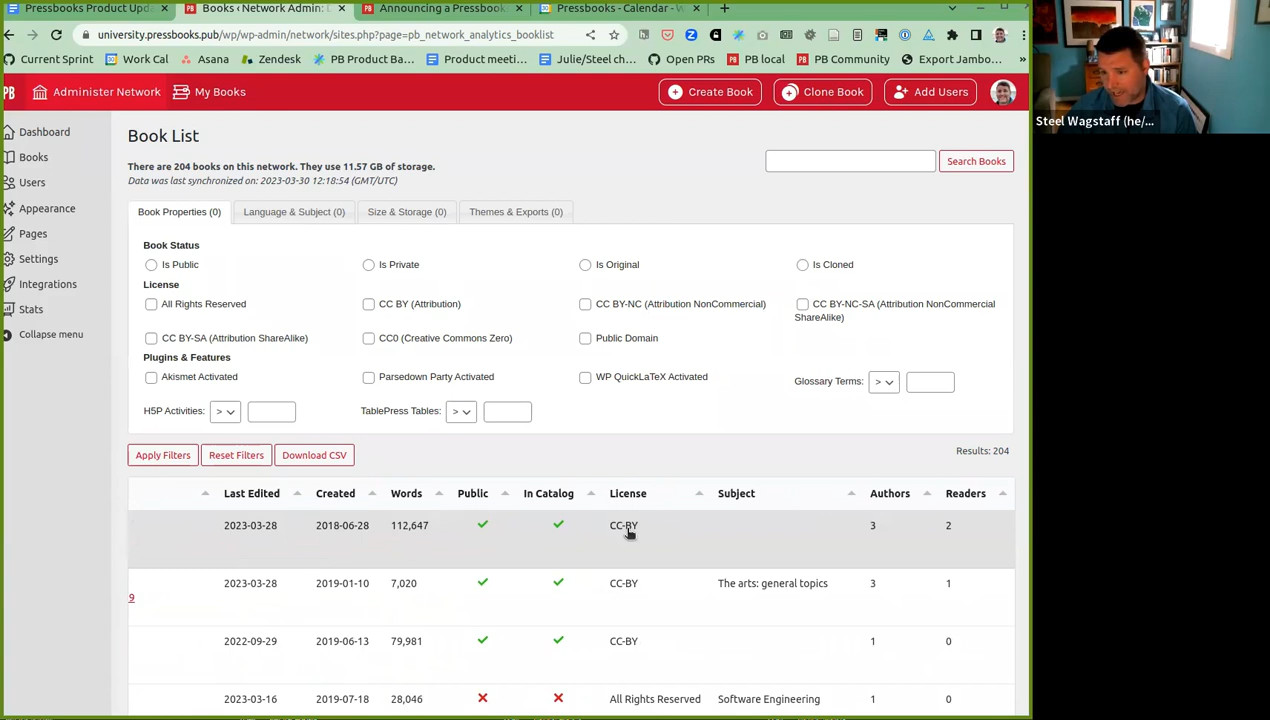 Pressbooks Product Upda
Books ‹ Network Admin:
Announcing a Pressbook
Pressbooks - Calendar - W
university.pressbooks.pub/wp/wp-admin/network/sites.php?page=pb_network_analytics_booklist
Current Sprint
Work Cal
Asana
Zendesk
PB Product Ba...
Product meeti...
Julie/Steel ch...
Open PRs
PB local
PB Community
Export Jambo...
PB Administer Network
My Books
Create Book
Clone Book
Add Users
Steel Wagstaff (he/...
Dashboard
Books
Users
Appearance
Pages
Settings
Integrations
Stats
Collapse menu
Book List
There are 204 books on this network. They use 11.57 GB of storage.
Data was last synchronized on: 2023-03-30 12:18:54 (GMT/UTC)
Search Books
Book Properties (0)
Language & Subject (0)
Size & Storage (0)
Themes & Exports (0)
Book Status
Is Public
Is Private
Is Original
Is Cloned
License
All Rights Reserved
CC BY (Attribution)
CC BY-NC (Attribution NonCommercial)
CC BY-NC-SA (Attribution NonCommercial
ShareAlike)
CC BY-SA (Attribution ShareAlike)
CC0 (Creative Commons Zero)
Public Domain
Plugins & Features
Akismet Activated
Parsedown Party Activated
WP QuickLaTeX Activated
Glossary Terms: >
H5P Activities: >
TablePress Tables: >
Apply Filters
Reset Filters
Download CSV
Results: 204
Last Edited Created Words Public In Catalog License Subject Authors Readers
2023-03-28 2018-06-28 112,647 CC-BY 3 2
2023-03-28 2019-01-10 7,020 CC-BY The arts: general topics 3 1
9
2022-09-29 2019-06-13 79,981 CC-BY 1 0
2023-03-16 2019-07-18 28,046 All Rights Reserved Software Engineering 1 0